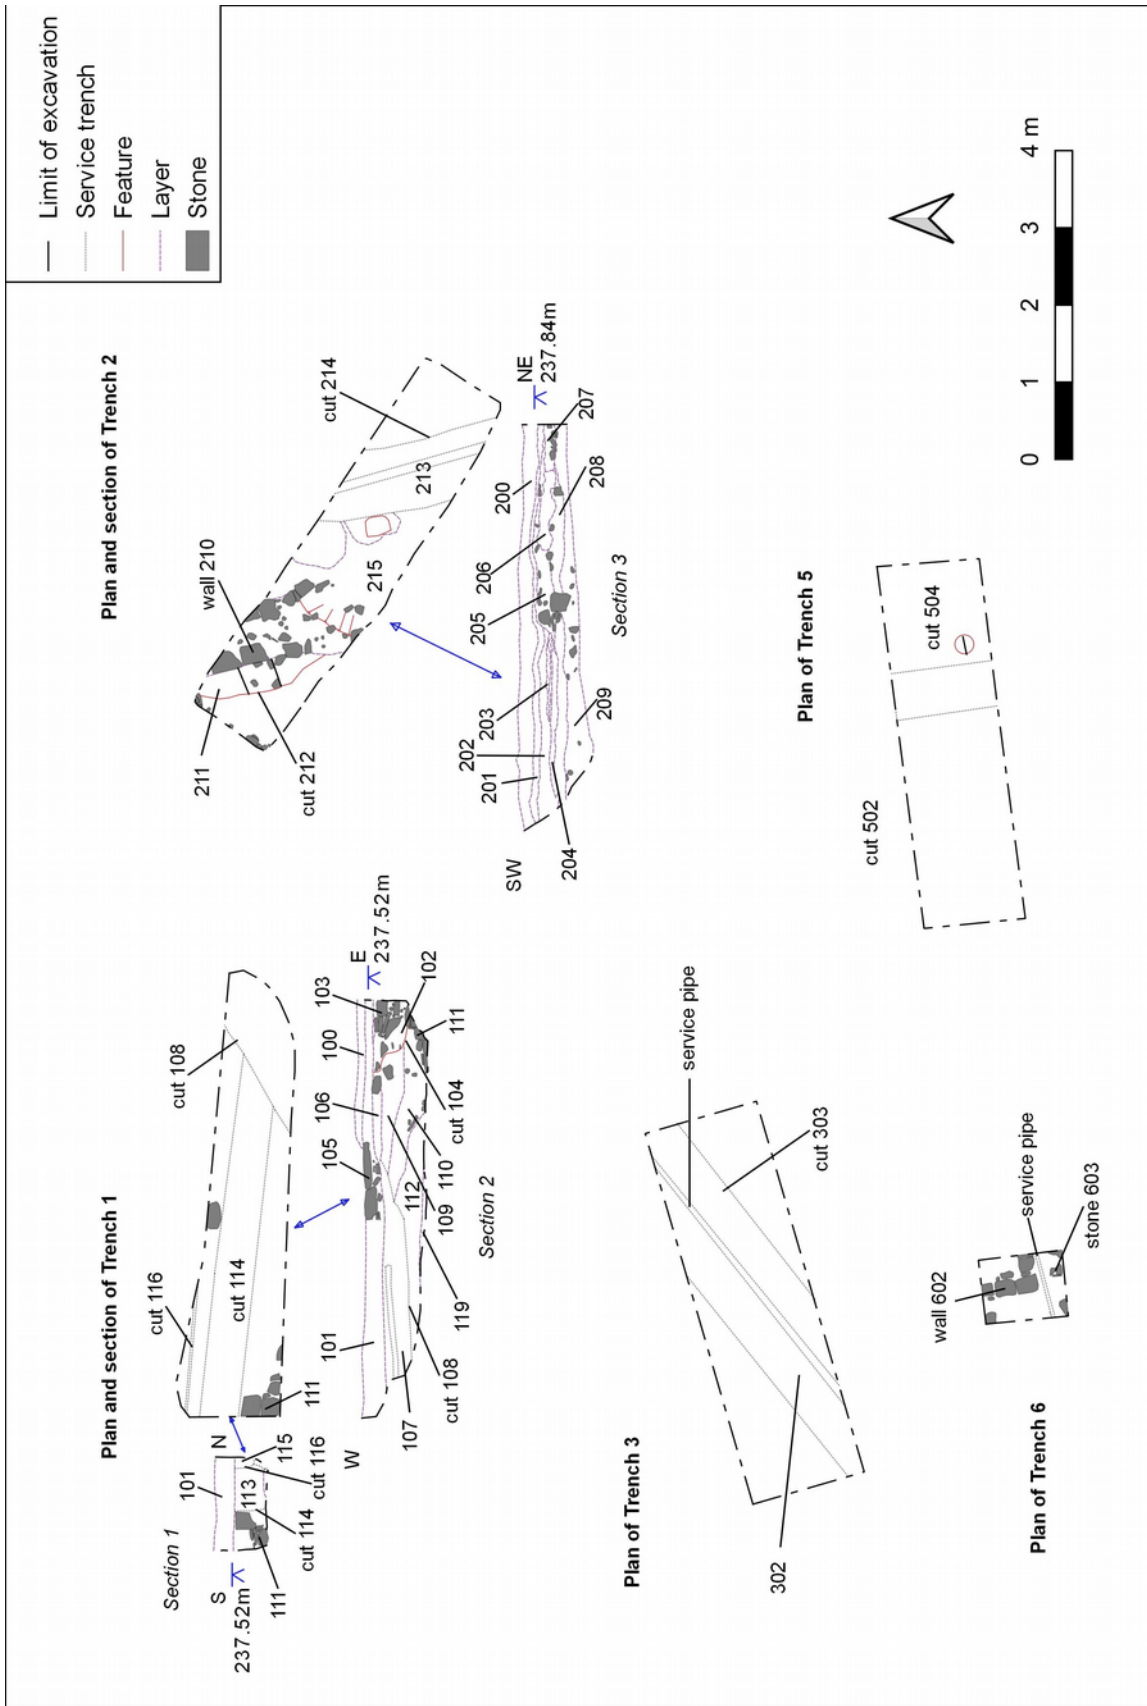 Limit of excavation
Service trench
Feature
Layer
Stone
Plan and section of Trench 1
Section 1
S
237.52m
101
N
115
cut 116
113
cut 114
111
cut 116
cut 114
111
cut 108
W
101
105
106
100
103
E
237.52m
102
111
cut 104
110
112
109
119
cut 108
107
Section 2
Plan and section of Trench 2
211
cut 212
wall 210
215
213
cut 214
SW
201
202
203
204
205
206
200
NE
237.84m
207
208
209
Section 3
Plan of Trench 3
302
cut 303
service pipe
Plan of Trench 5
cut 502
cut 504
Plan of Trench 6
wall 602
service pipe
stone 603
0
1
2
3
4 m